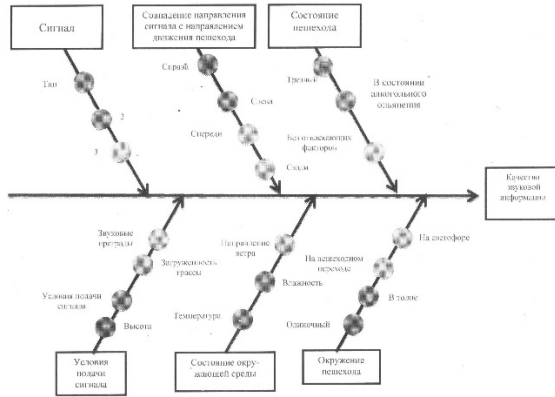 Сигнал
Совпадение направления
сигнала с направлением
движения пешехода
Состояние
пешехода
Тип
2
3
Справа
Слева
Спереди
Сзади
Трезвый
В состоянии
алкогольного
опьянения
Без отвлекающих
факторов
Качество
звуковой
информации
Звуковые
преграды
Загруженность
трассы
Условия подачи
сигнала
Высота
Направление
ветра
Влажность
Температура
На светофоре
На пешеходном
переходе
В толпе
Одиночный
Условия
подачи
сигнала
Состояние окру-
жающей среды
Окружение
пешехода